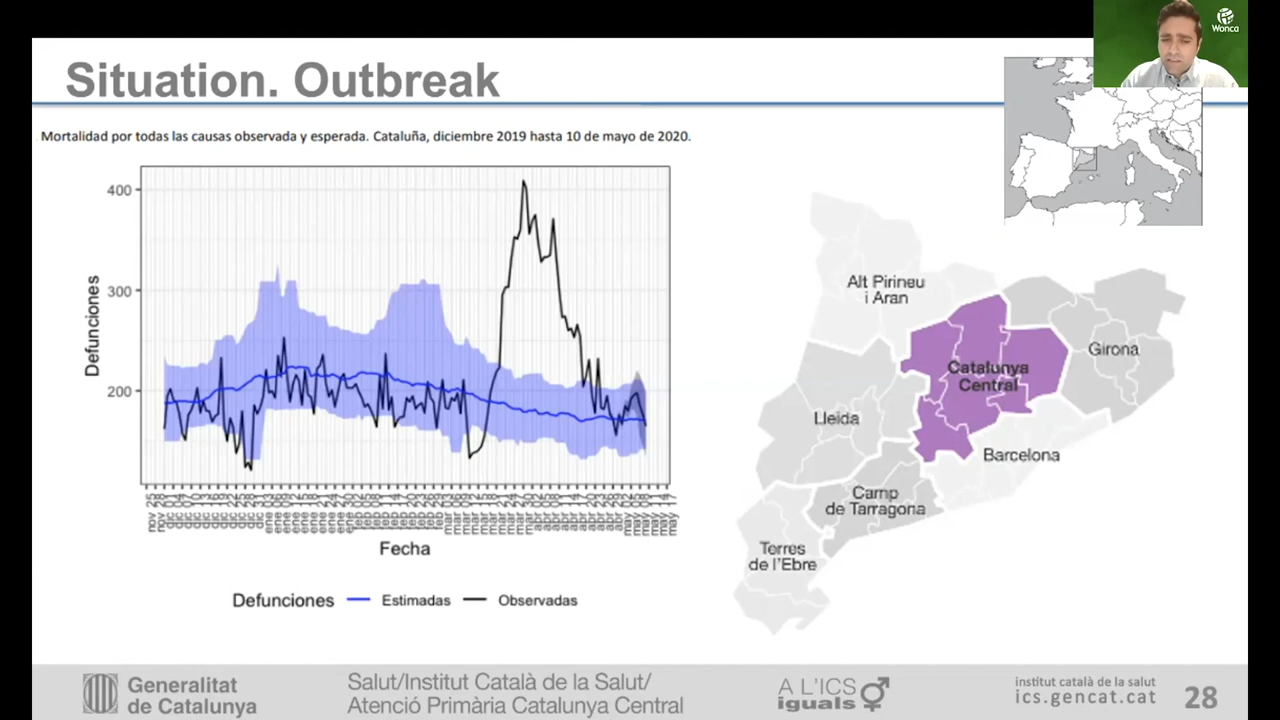 Wonca
Situation. Outbreak
Mortalidad por todas las causas observada y esperada. Cataluña, diciembre 2019 hasta 10 de mayo de 2020.
400
300
200
Defunciones
Fecha
Defunciones
Estimadas
Observadas
Alt Pirineu
i Aran
Girona
Catalunya
Central
Lleida
Barcelona
Camp
de Tarragona
Terres
de l'Ebre
Generalitat
de Catalunya
Salut/Institut Català de la Salut/
Atenció Primària Catalunya Central
A L'ICS
iguals
institut català de la salut
ics.gencat.cat
28